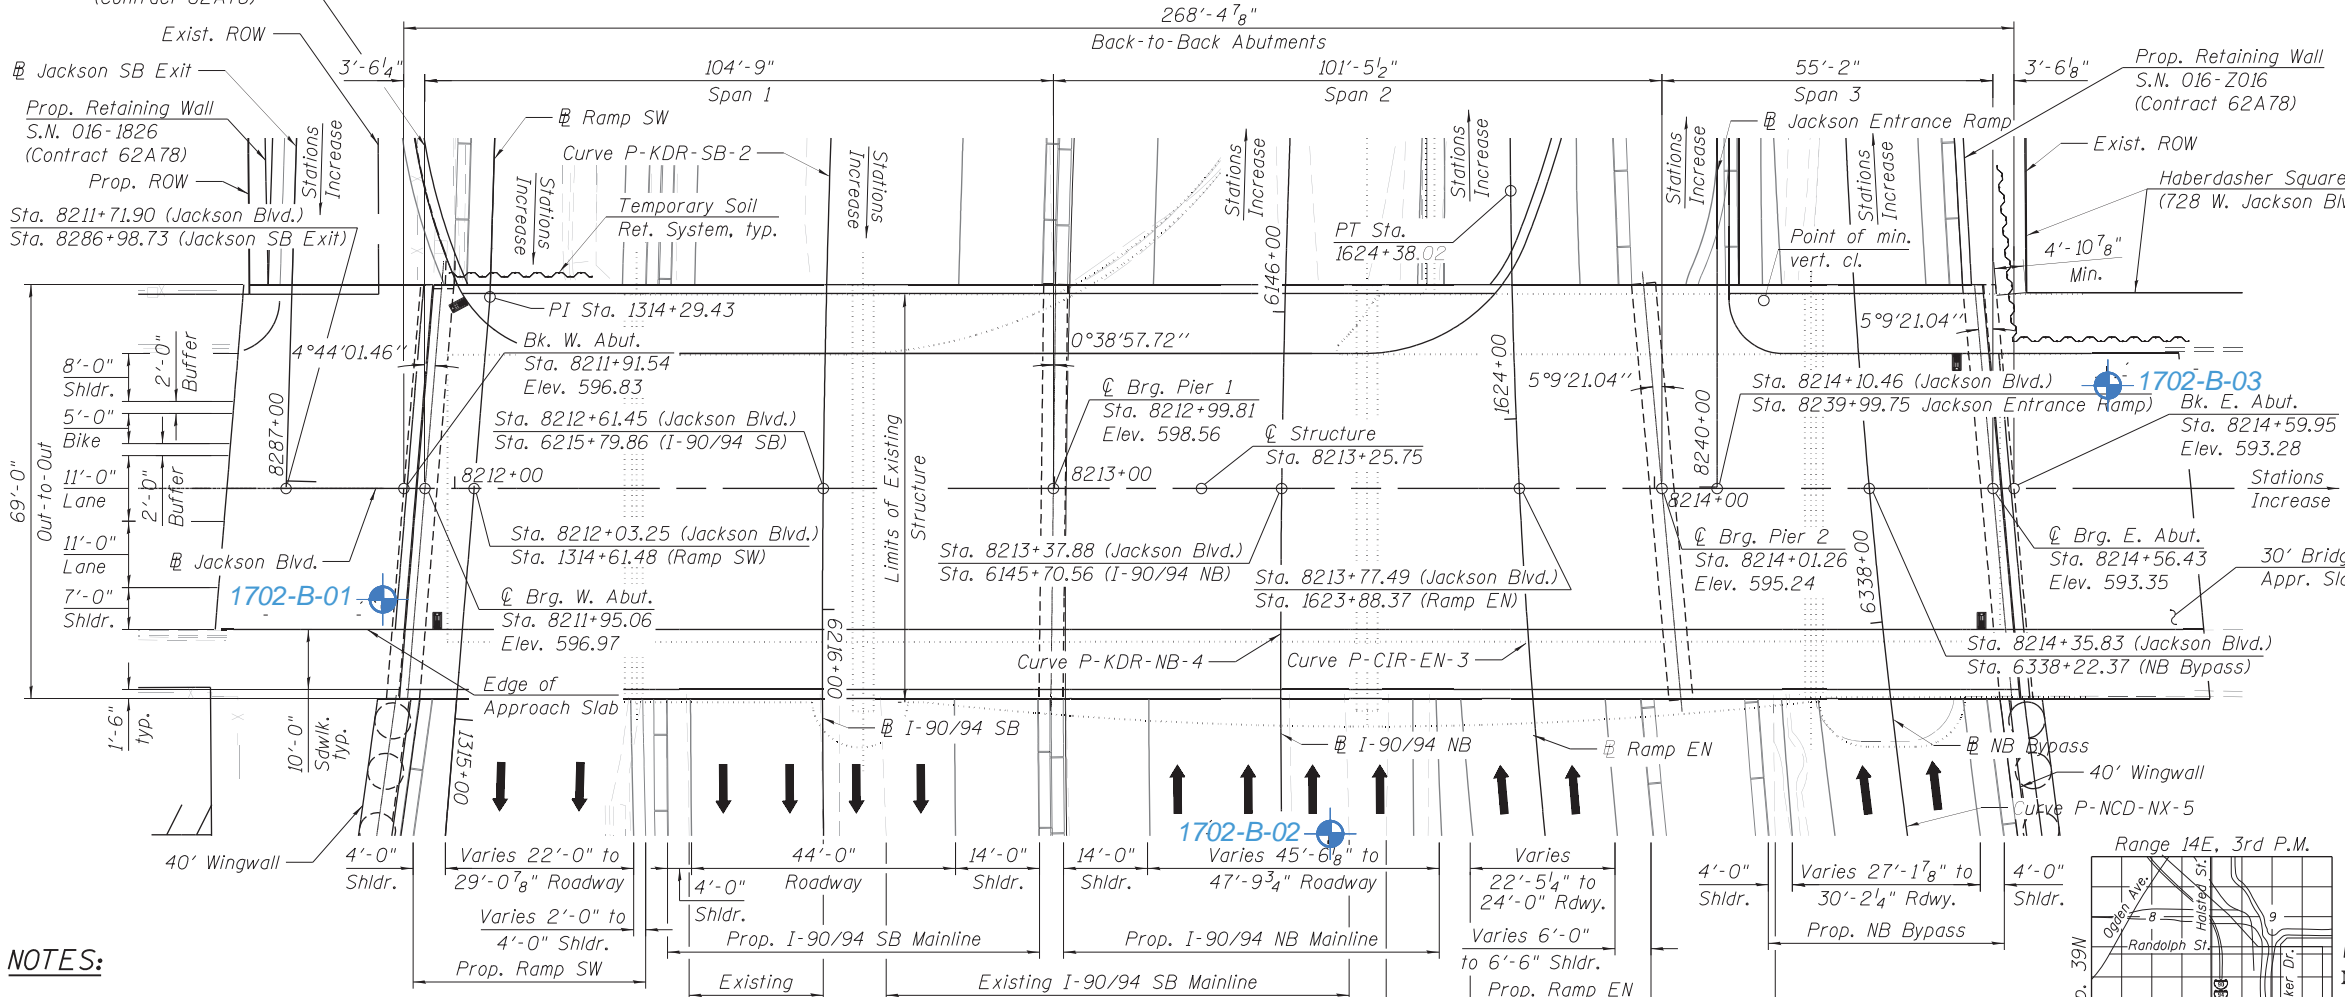 268'-4 7/8"
Back-to-Back Abutments
Exist. ROW
℄ Jackson SB Exit
3'-6 1/4"
104'-9"
Span 1
101'-5 1/2"
Span 2
55'-2"
Span 3
3'-6 1/8"
Prop. Retaining Wall
S.N. 016-Z016
(Contract 62A78)
Prop. Retaining Wall
S.N. 016-1826
(Contract 62A78)
Prop. ROW
Stations
Increase
Sta. 8211+71.90 (Jackson Blvd.)
Sta. 8286+98.73 (Jackson SB Exit)
℄ Ramp SW
Curve P-KDR-SB-2
Stations
Increase
Temporary Soil
Ret. System, typ.
Stations
Increase
Stations
Increase
Stations
Increase
PT Sta.
1624+38.02
Stations
Increase
℄ Jackson Entrance Ramp
Stations
Increase
Point of min.
vert. cl.
Exist. ROW
Haberdasher Square
(728 W. Jackson
4'-10 7/8"
Min.
PI Sta. 1314+29.43
6146+00
4°44'01.46''
Bk. W. Abut.
Sta. 8211+91.54
Elev. 596.83
0°38'57.72''
1624+00
5°9'21.04''
5°9'21.04''
8'-0"
Shldr.
2'-0"
Buffer
5'-0"
Bike
11'-0"
Lane
2'-0"
Buffer
11'-0"
Lane
7'-0"
Shldr.
69'-0"
Out-to-Out
8287+00
Sta. 8212+61.45 (Jackson Blvd.)
Sta. 6215+79.86 (I-90/94 SB)
Limits of Existing
Structure
℄ Brg. Pier 1
Sta. 8212+99.81
Elev. 598.56
℄ Structure
Sta. 8213+25.75
Sta. 8214+10.46 (Jackson Blvd.)
Sta. 8239+99.75 Jackson Entrance Ramp)
1702-B-03
Bk. E. Abut.
Sta. 8214+59.95
Elev. 593.28
8240+00
8212+00
8213+00
8214+00
Stations
Increase
℄ Jackson Blvd.
1702-B-01
Sta. 8212+03.25 (Jackson Blvd.)
Sta. 1314+61.48 (Ramp SW)
℄ Brg. W. Abut.
Sta. 8211+95.06
Elev. 596.97
Sta. 8213+37.88 (Jackson Blvd.)
Sta. 6145+70.56 (I-90/94 NB)
Sta. 8213+77.49 (Jackson Blvd.)
Sta. 1623+88.37 (Ramp EN)
℄ Brg. Pier 2
Sta. 8214+01.26
Elev. 595.24
6338+00
℄ Brg. E. Abut.
Sta. 8214+56.43
Elev. 593.35
30'
Appr.
6216+00
Curve P-KDR-NB-4
Curve P-CIR-EN-3
Sta. 8214+35.83 (Jackson Blvd.)
Sta. 6338+22.37 (NB Bypass)
1'-6"
typ.
10'-0"
Sdwlk.
typ.
Edge of
Approach Slab
1315+00
℄ I-90/94 SB
℄ I-90/94 NB
℄ Ramp EN
℄ NB Bypass
40' Wingwall
Curve P-NCD-NX-5
1702-B-02
40' Wingwall
4'-0"
Shldr.
Varies 22'-0" to
29'-0 7/8" Roadway
4'-0"
Shldr.
44'-0"
Roadway
14'-0"
Shldr.
14'-0"
Shldr.
Varies 45'-6 1/8" to
47'-9 3/4" Roadway
Varies
22'-5 1/4" to
24'-0" Rdwy.
4'-0"
Shldr.
Varies 27'-1 7/8" to
30'-2 1/4" Rdwy.
4'-0"
Shldr.
Varies 2'-0" to
4'-0" Shldr.
Prop. I-90/94 SB Mainline
Prop. I-90/94 NB Mainline
Varies 6'-0"
to 6'-6" Shldr.
Prop. Ramp EN
Prop. NB Bypass
Prop. Ramp SW
Existing
Existing I-90/94 SB Mainline
NOTES:
Range 14E, 3rd P.M.
Ogden Ave.
Halsted St.
8
9
Randolph St.
39N